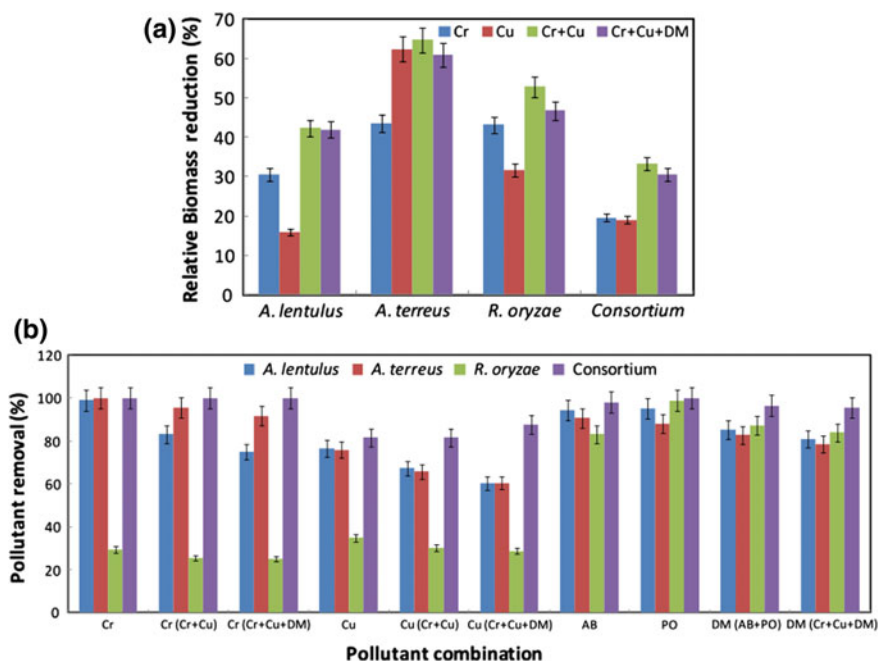 (a)
Relative Biomass reduction (%)
70
60
50
40
30
20
10
0
Cr Cu Cr+Cu Cr+Cu+DM
A. lentulus A. terreus R. oryzae Consortium
(b)
Pollutant removal (%)
120
100
80
60
40
20
0
A. lentulus A. terreus R. oryzae Consortium
Cr Cr (Cr+Cu) Cr (Cr+Cu+DM) Cu Cu (Cr+Cu) Cu (Cr+Cu+DM) AB PO DM (AB+PO) DM (Cr+Cu+DM)
Pollutant combination